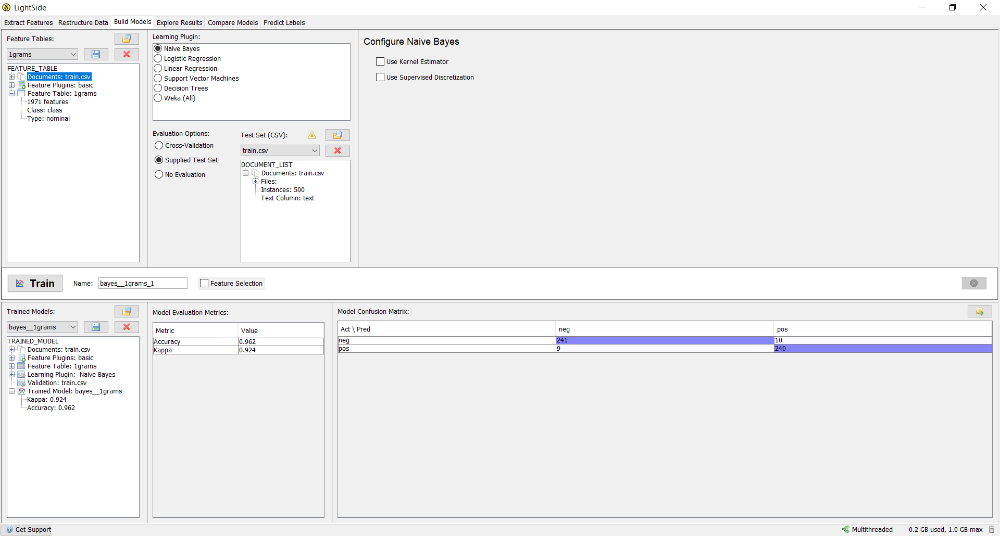 LightSide
Extract Features Restructure Data Build Models Explore Results Compare Models Predict Labels
Feature Tables:
1grams
FEATURE_TABLE
Documents: train.csv
Feature Plugins: basic
Feature Table: 1grams
1971 features
Class: class
Type: nominal
Learning Plugin:
Naive Bayes
Logistic Regression
Linear Regression
Support Vector Machines
Decision Trees
Weka (All)
Evaluation Options:
Cross-Validation
Supplied Test Set
No Evaluation
Test Set (CSV):
train.csv
DOCUMENT_LIST
Documents: train.csv
Files:
Instances: 500
Text Column: text
Configure Naive Bayes
Use Kernel Estimator
Use Supervised Discretization
Train Name: bayes__1grams_1 Feature Selection
Trained Models:
bayes__1grams
TRAINED_MODEL
Documents: train.csv
Feature Plugins: basic
Feature Table: 1grams
Learning Plugin: Naive Bayes
Validation: train.csv
Trained Model: bayes__1grams
Kappa: 0.924
Accuracy: 0.962
Model Evaluation Metrics:
Metric Value
Accuracy 0.962
Kappa 0.924
Model Confusion Matrix:
Act \ Pred neg pos
neg 241 10
pos 9 240
Get Support Multithreaded 0.2 GB used, 1.0 GB max